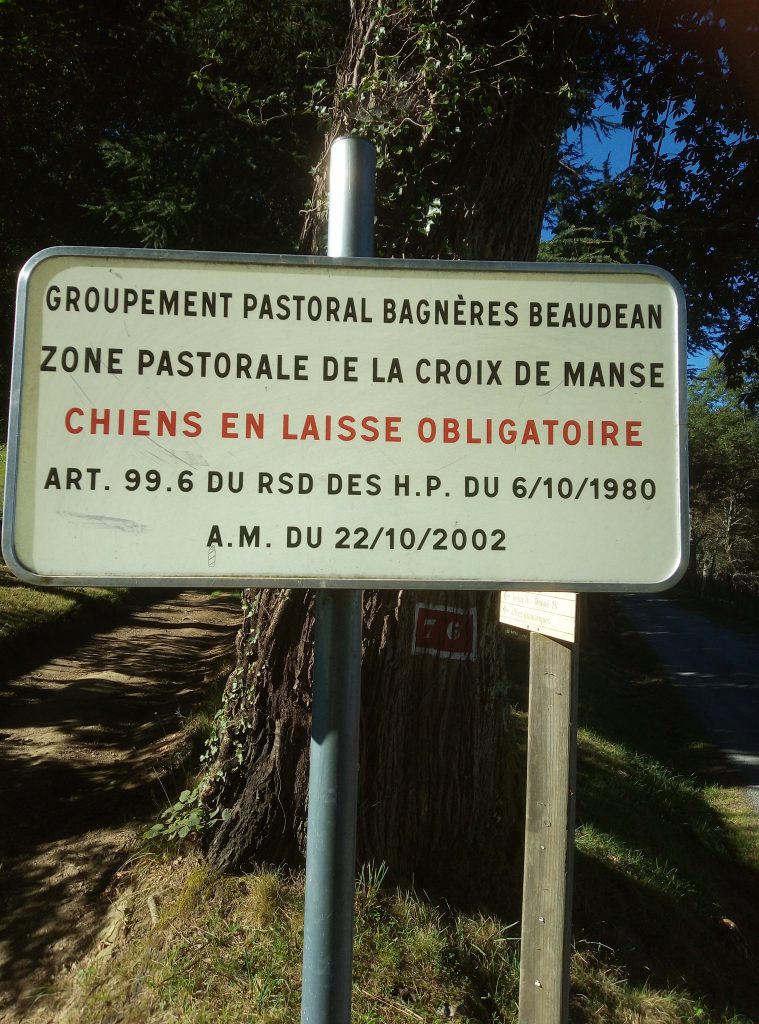 GROUPEMENT PASTORAL BAGNÈRES BEAUDEAN
ZONE PASTORALE DE LA CROIX DE MANSE
CHIENS EN LAISSE OBLIGATOIRE
ART. 99.6 DU RSD DES H.P. DU 6/10/1980
A.M. DU 22/10/2002
76